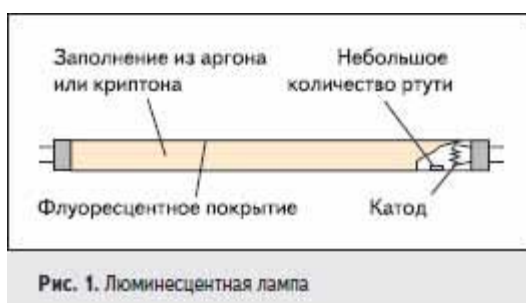 Заполнение из аргона
или криптона
Небольшое
количество ртути
Флуоресцентное покрытие
Катод
Рис. 1. Люминесцентная лампа